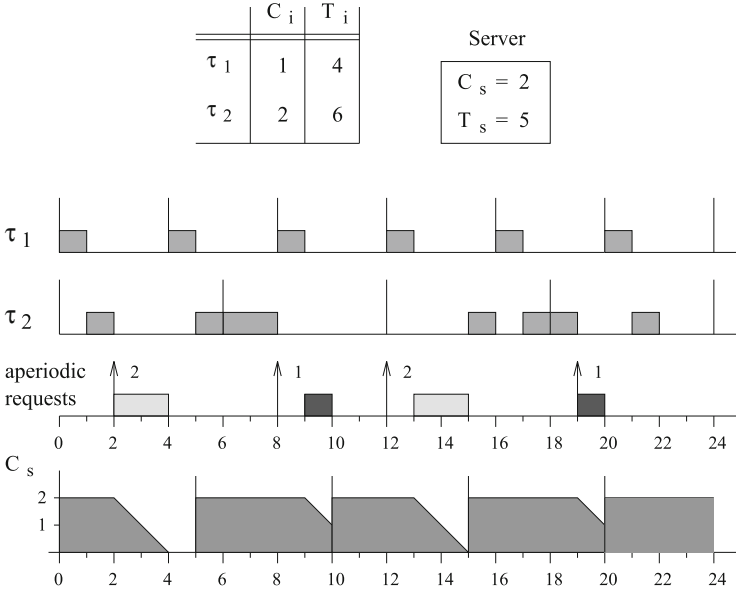 C i T i
τ 1 1 4
τ 2 2 6
Server
C s = 2
T s = 5
τ 1
τ 2
aperiodic
requests
2 1 2 1
0 2 4 6 8 10 12 14 16 18 20 22 24
C s
2
1
0 2 4 6 8 10 12 14 16 18 20 22 24